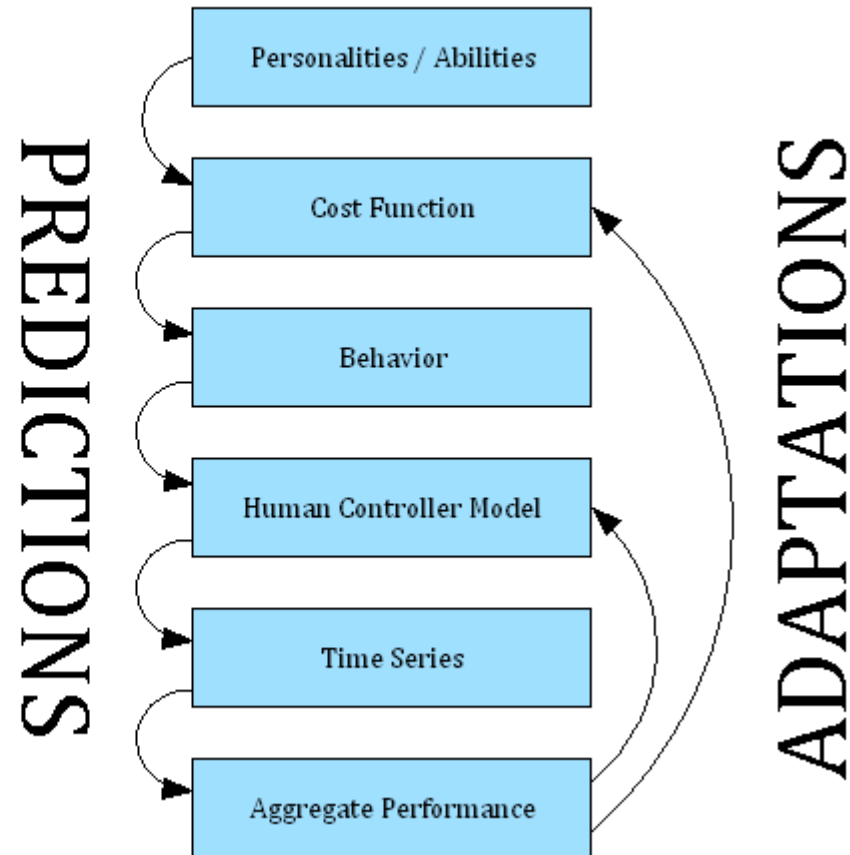 Personalities / Abilities
PREDICTIONS
ADAPTATIONS
Cost Function
Behavior
Human Controller Model
Time Series
Aggregate Performance